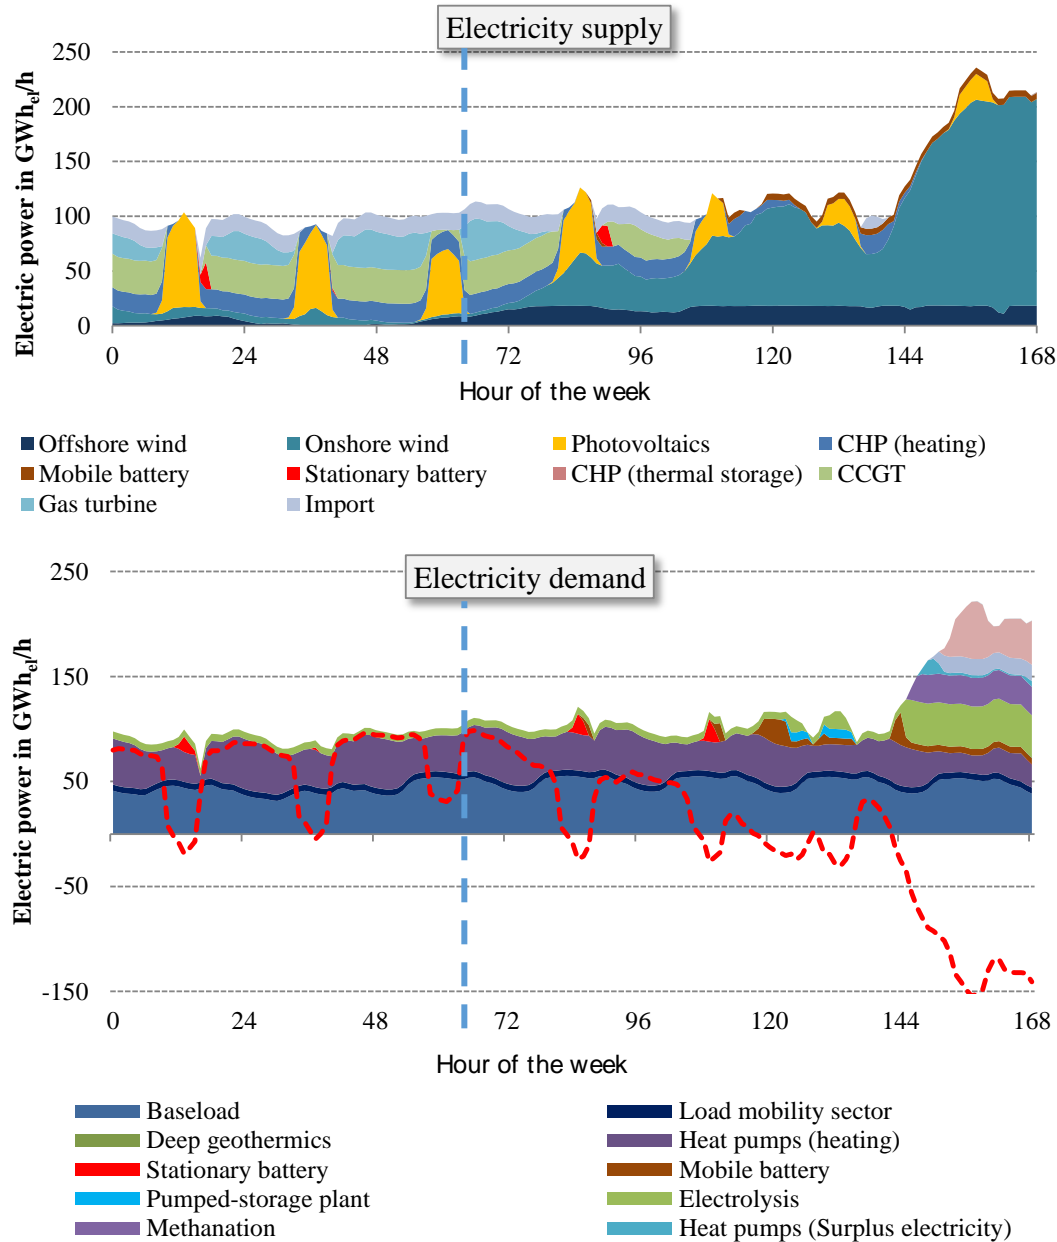 Electricity supply
250
200
150
100
50
0
Electric power in GWhel/h
0 24 48 72 96 120 144 168
Hour of the week
Offshore wind Onshore wind Photovoltaics CHP (heating)
Mobile battery Stationary battery CHP (thermal storage) CCGT
Gas turbine Import
Electricity demand
250
150
50
-50
-150
Electric power in GWhel/h
0 24 48 72 96 120 144 168
Hour of the week
Baseload Load mobility sector
Deep geothermics Heat pumps (heating)
Stationary battery Mobile battery
Pumped-storage plant Electrolysis
Methanation Heat pumps (Surplus electricity)